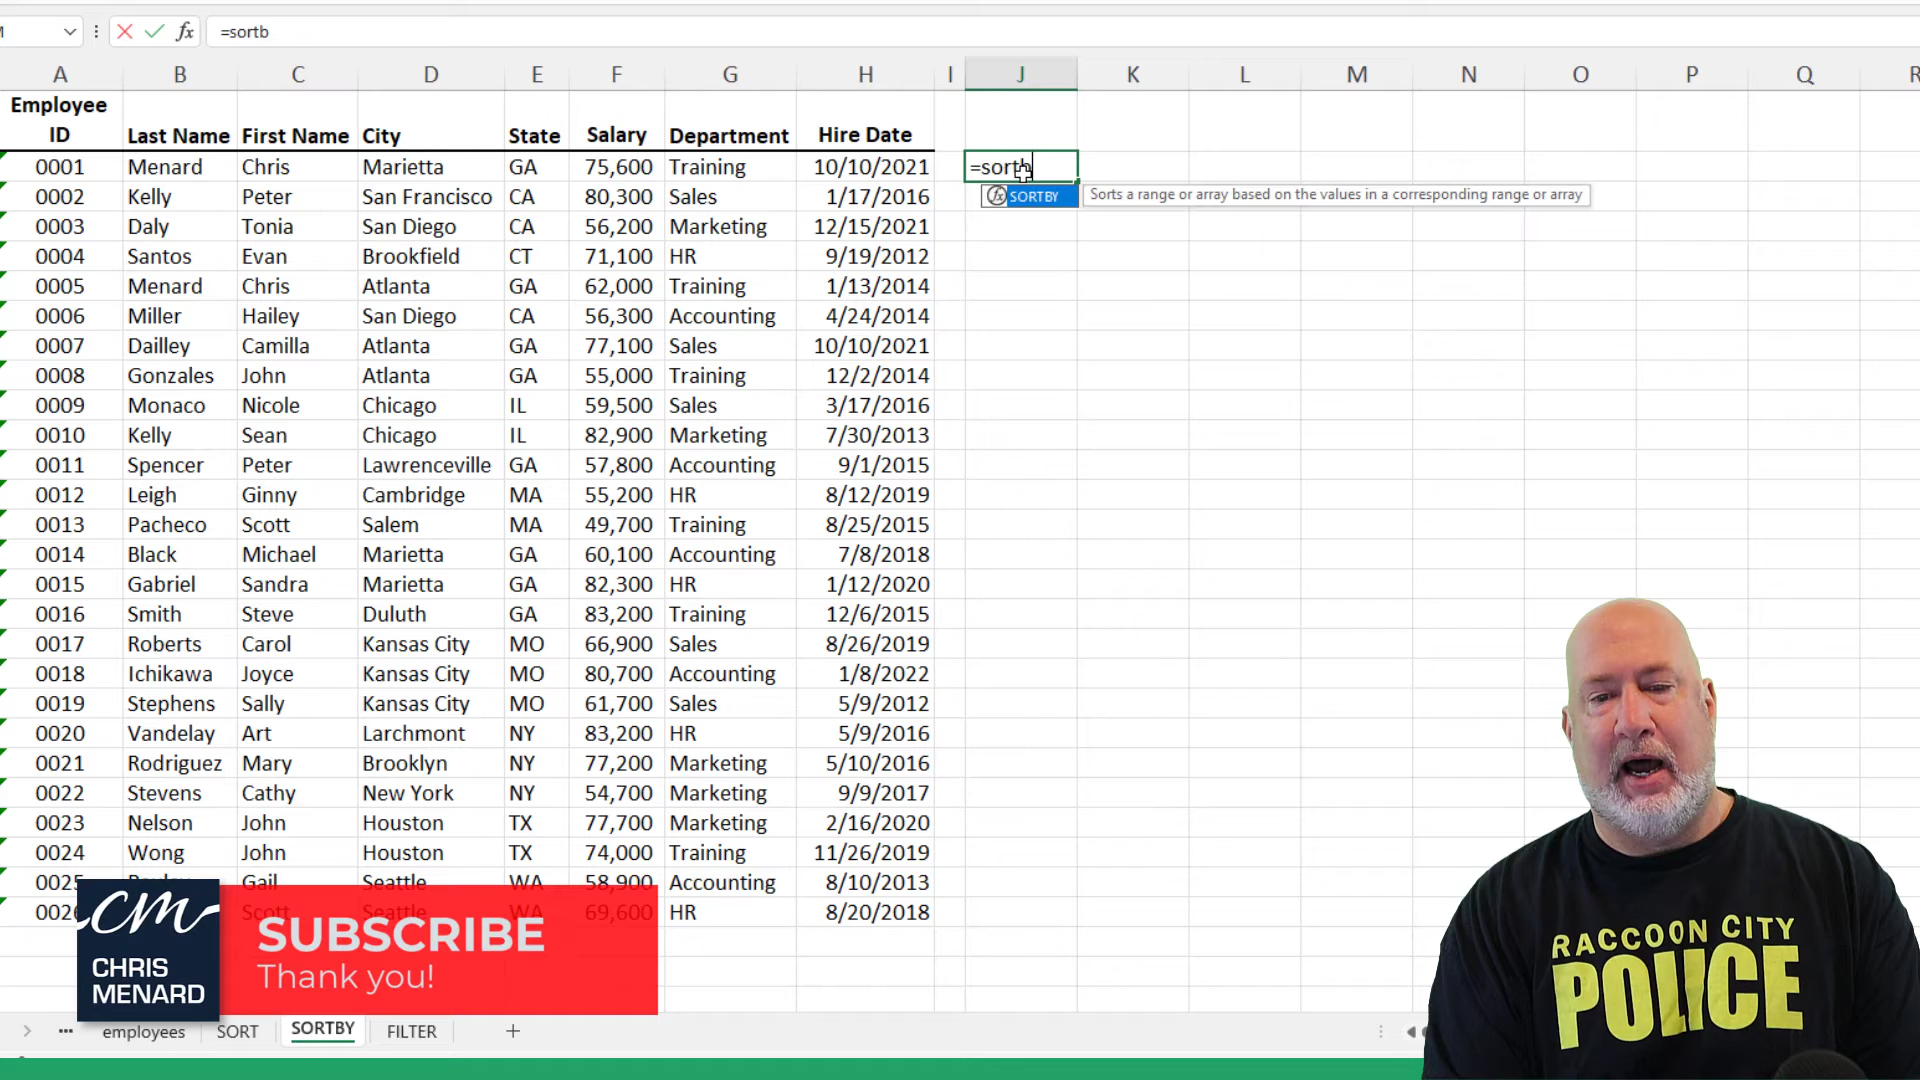 =sortb
A B C D E F G H I J K L M N O P Q R
Employee
ID Last Name First Name City State Salary Department Hire Date
0001 Menard Chris Marietta GA 75,600 Training 10/10/2021 =sortb
0002 Kelly Peter San Francisco CA 80,300 Sales 1/17/2016 SORTBY Sorts a range or array based on the values in a corresponding range or array
0003 Daly Tonia San Diego CA 56,200 Marketing 12/15/2021
0004 Santos Evan Brookfield CT 71,100 HR 9/19/2012
0005 Menard Chris Atlanta GA 62,000 Training 1/13/2014
0006 Miller Hailey San Diego CA 56,300 Accounting 4/24/2014
0007 Dailley Camilla Atlanta GA 77,100 Sales 10/10/2021
0008 Gonzales John Atlanta GA 55,000 Training 12/2/2014
0009 Monaco Nicole Chicago IL 59,500 Sales 3/17/2016
0010 Kelly Sean Chicago IL 82,900 Marketing 7/30/2013
0011 Spencer Peter Lawrenceville GA 57,800 Accounting 9/1/2015
0012 Leigh Ginny Cambridge MA 55,200 HR 8/12/2019
0013 Pacheco Scott Salem MA 49,700 Training 8/25/2015
0014 Black Michael Marietta GA 60,100 Accounting 7/8/2018
0015 Gabriel Sandra Marietta GA 82,300 HR 1/12/2020
0016 Smith Steve Duluth GA 83,200 Training 12/6/2015
0017 Roberts Carol Kansas City MO 66,900 Sales 8/26/2019
0018 Ichikawa Joyce Kansas City MO 80,700 Accounting 1/8/2022
0019 Stephens Sally Kansas City MO 61,700 Sales 5/9/2012
0020 Vandelay Art Larchmont NY 83,200 HR 5/9/2016
0021 Rodriguez Mary Brooklyn NY 77,200 Marketing 5/10/2016
0022 Stevens Cathy New York NY 54,700 Marketing 9/9/2017
0023 Nelson John Houston TX 77,700 Marketing 2/16/2020
0024 Wong John Houston TX 74,000 Training 11/26/2019
0025 Gail Seattle WA 58,900 Accounting 8/10/2013
0026 Scott Seattle WA 69,600 HR 8/20/2018
cm
CHRIS
MENARD
SUBSCRIBE
Thank you!
RACCOON CITY
POLICE
employees SORT SORTBY FILTER